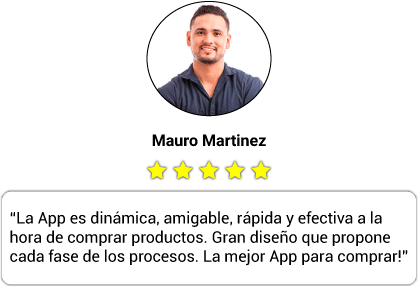 Mauro Martinez
“La App es dinámica, amigable, rápida y efectiva a la
hora de comprar productos. Gran diseño que propone
cada fase de los procesos. La mejor App para comprar!”